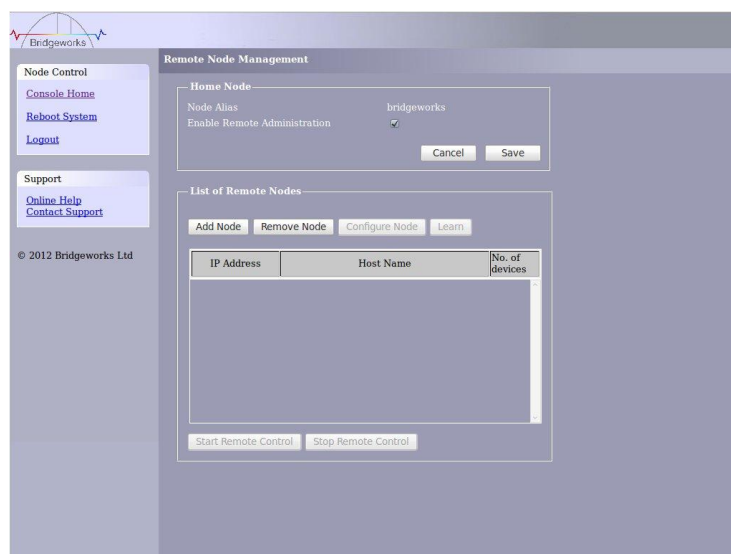 Bridgeworks
Node Control
Console Home
Reboot System
Logout
Support
Online Help
Contact Support
© 2012 Bridgeworks Ltd
Remote Node Management
Home Node
Node Alias bridgeworks
Enable Remote Administration
Cancel Save
List of Remote Nodes
Add Node Remove Node Configure Node Learn
IP Address Host Name No. of devices
Start Remote Control Stop Remote Control